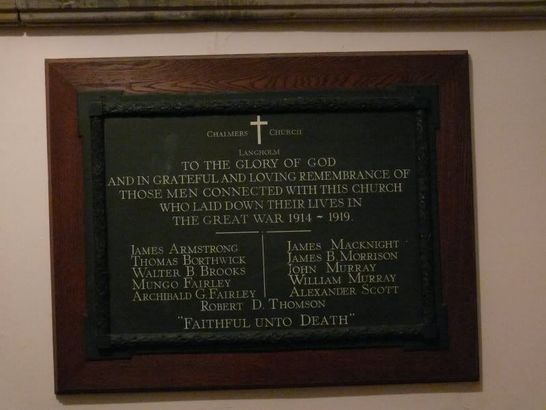 CHALMERS CHURCH
LANGHOLM
TO THE GLORY OF GOD
AND IN GRATEFUL AND LOVING REMEMBRANCE OF
THOSE MEN CONNECTED WITH THIS CHURCH
WHO LAID DOWN THEIR LIVES IN
THE GREAT WAR 1914 ~ 1919.
JAMES ARMSTRONG
THOMAS BORTHWICK
WALTER B. BROOKS
MUNGO FAIRLEY
ARCHIBALD G. FAIRLEY
JAMES MACKNIGHT
JAMES B. MORRISON
JOHN MURRAY
WILLIAM MURRAY
ALEXANDER SCOTT
ROBERT D. THOMSON
"FAITHFUL UNTO DEATH"